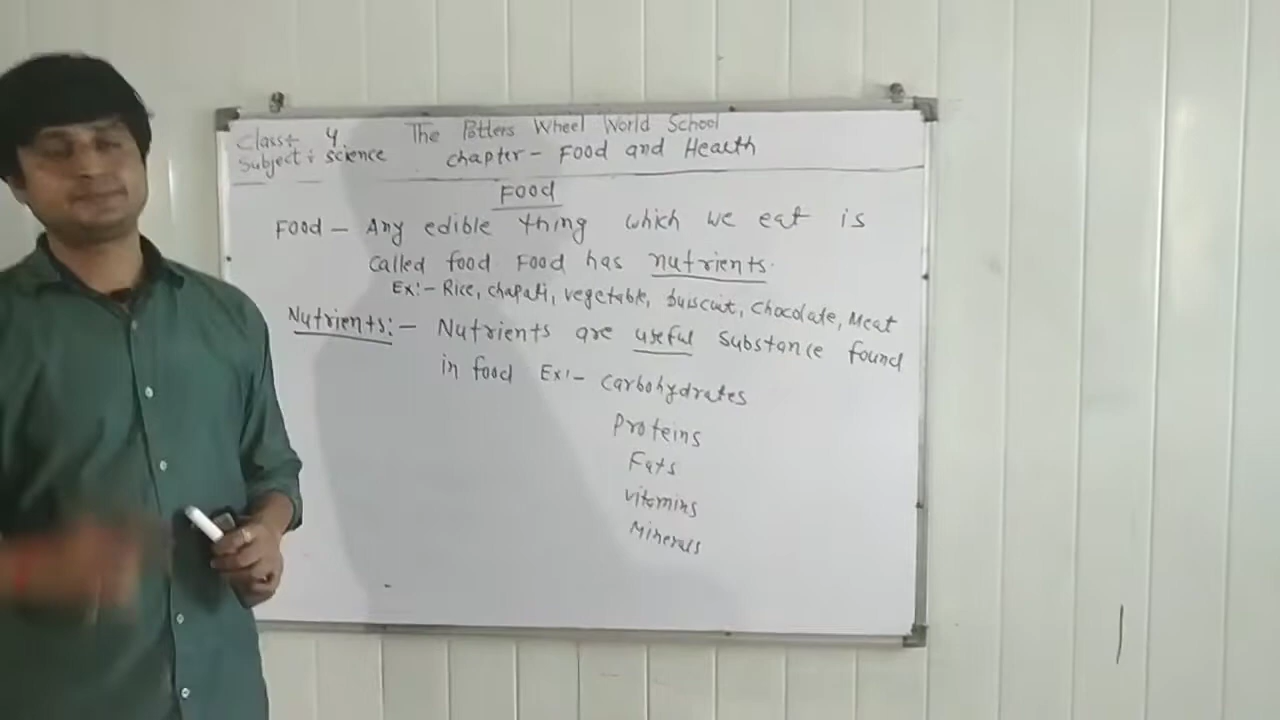 Class:- 4 The Potters Wheel World School
Subject : science chapter - Food and Health
Food
Food - Any edible thing which we eat is
called food Food has nutrients.
Ex:- Rice, chapati, vegetable, buiscuit, Chocolate, Meat
Nutrients:- Nutrients are useful substance found
in food Ex:- Carbohydrates
Proteins
Fats
Vitamins
Minerals